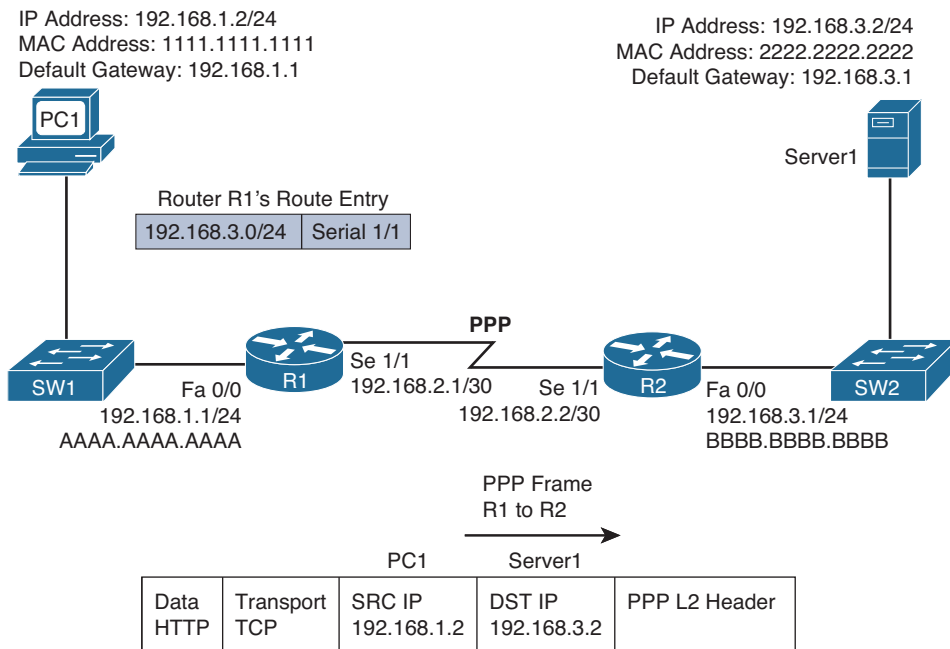 IP Address: 192.168.1.2/24
MAC Address: 1111.1111.1111
Default Gateway: 192.168.1.1
IP Address: 192.168.3.2/24
MAC Address: 2222.2222.2222
Default Gateway: 192.168.3.1
PC1
Server1
Router R1's Route Entry
192.168.3.0/24 Serial 1/1
PPP
SW1
R1
R2
SW2
Fa 0/0
192.168.1.1/24
AAAA.AAAA.AAAA
Se 1/1
192.168.2.1/30
Se 1/1
192.168.2.2/30
Fa 0/0
192.168.3.1/24
BBBB.BBBB.BBBB
PPP Frame
R1 to R2
PC1 Server1
Data Transport SRC IP DST IP PPP L2 Header
HTTP TCP 192.168.1.2 192.168.3.2